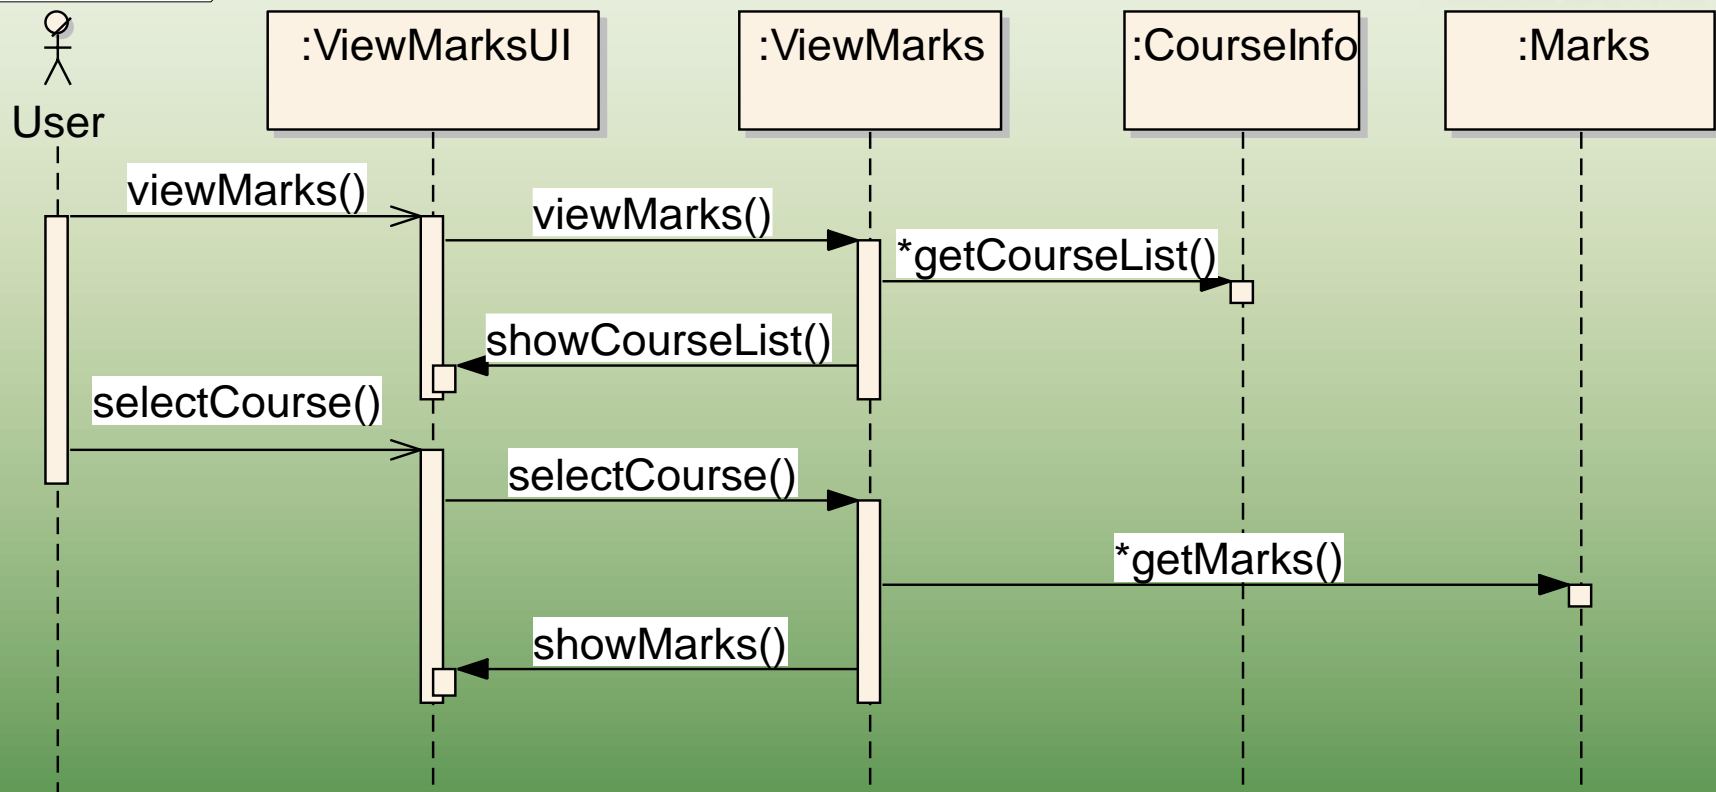 :ViewMarksUI
:ViewMarks
:CourseInfo
:Marks
User
viewMarks()
viewMarks()
*getCourseList()
showCourseList()
selectCourse()
selectCourse()
*getMarks()
showMarks()